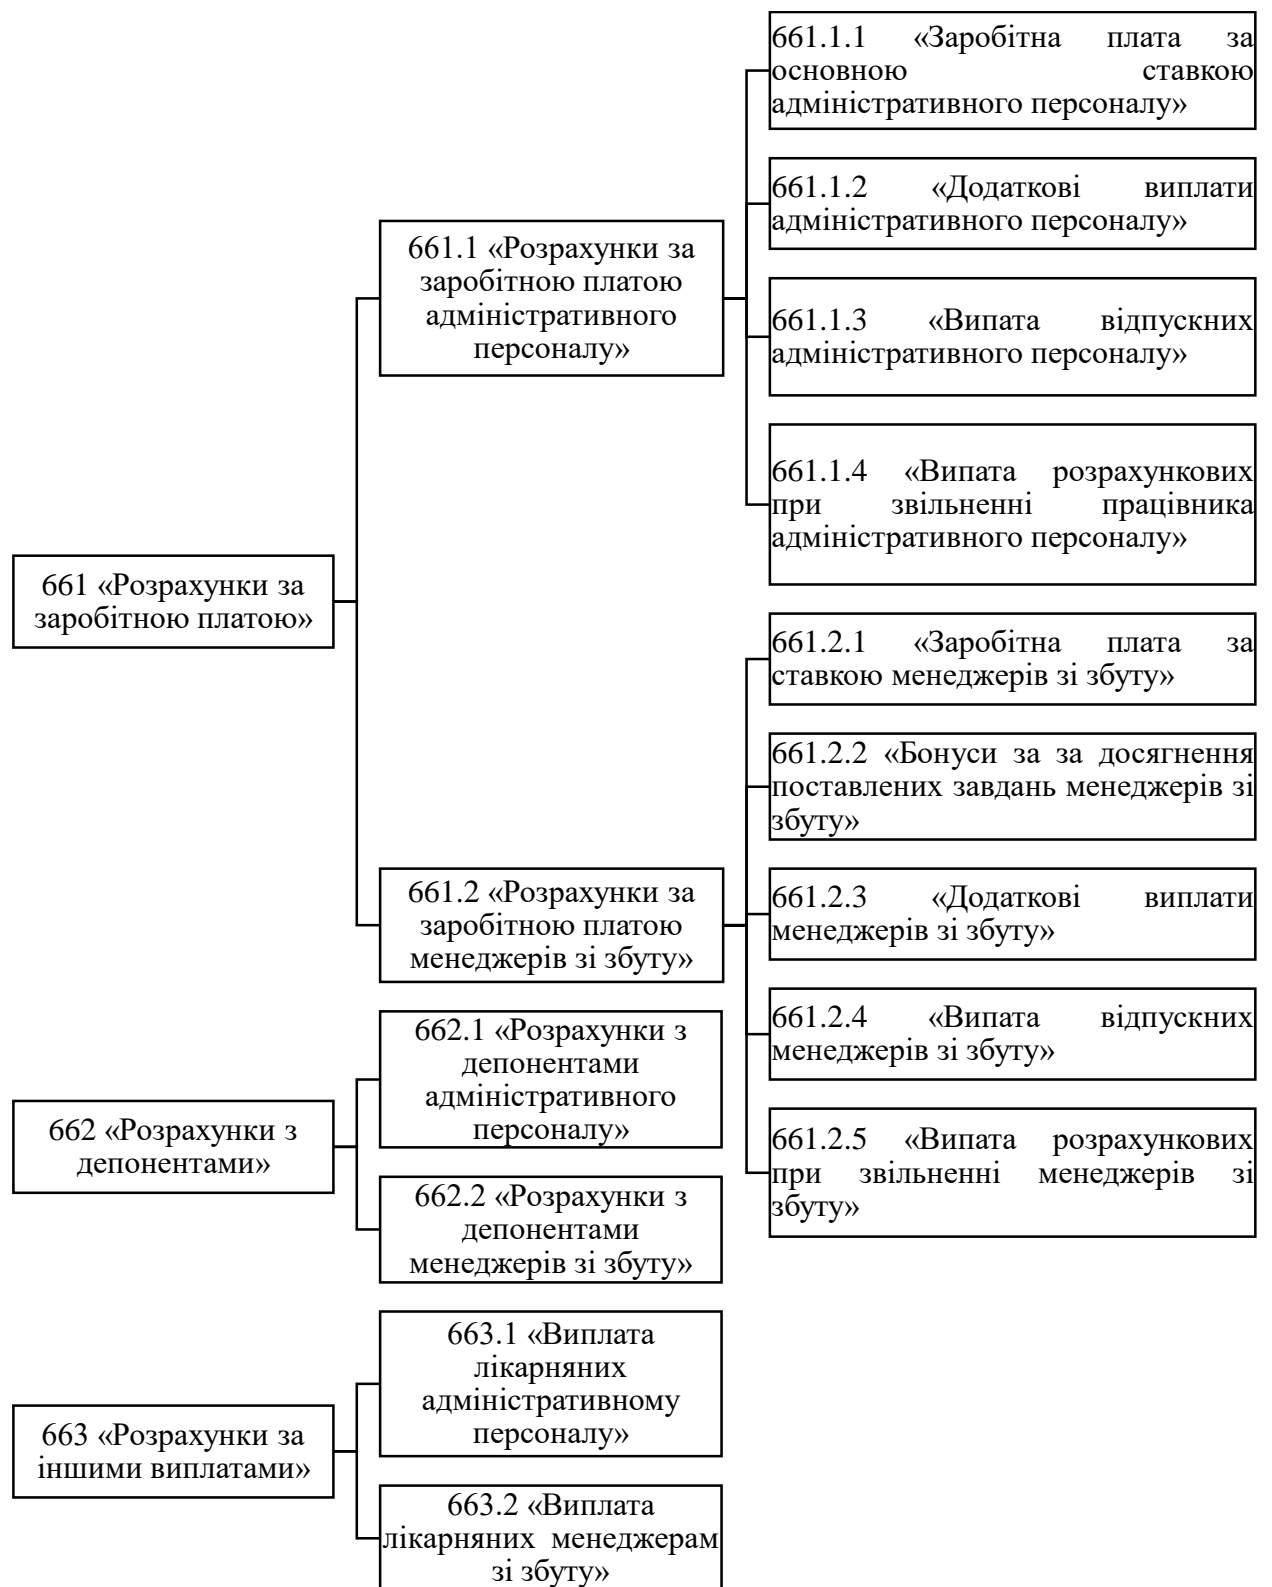 661 «Розрахунки за
заробітною платою»
661.1 «Розрахунки за
заробітною платою
адміністративного
персоналу»
661.1.1 «Заробітна плата за
основною ставкою
адміністративного персоналу»
661.1.2 «Додаткові виплати
адміністративного персоналу»
661.1.3 «Випата відпускних
адміністративного персоналу»
661.1.4 «Випата розрахункових
при звільненні працівника
адміністративного персоналу»
661.2 «Розрахунки за
заробітною платою
менеджерів зі збуту»
661.2.1 «Заробітна плата за
ставкою менеджерів зі збуту»
661.2.2 «Бонуси за за досягнення
поставлених завдань менеджерів зі
збуту»
661.2.3 «Додаткові виплати
менеджерів зі збуту»
661.2.4 «Випата відпускних
менеджерів зі збуту»
661.2.5 «Випата розрахункових
при звільненні менеджерів зі
збуту»
662 «Розрахунки з
депонентами»
662.1 «Розрахунки з
депонентами
адміністративного
персоналу»
662.2 «Розрахунки з
депонентами
менеджерів зі збуту»
663 «Розрахунки за
іншими виплатами»
663.1 «Виплата
лікарняних
адміністративному
персоналу»
663.2 «Виплата
лікарняних менеджерам
зі збуту»